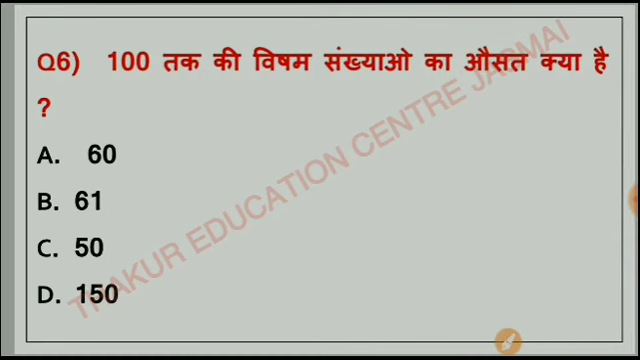 Q6) 100 तक की विषम संख्याओ का औसत क्या है
?
A. 60
B. 61
C. 50
D. 150
THAKUR EDUCATION CENTRE JARMAI